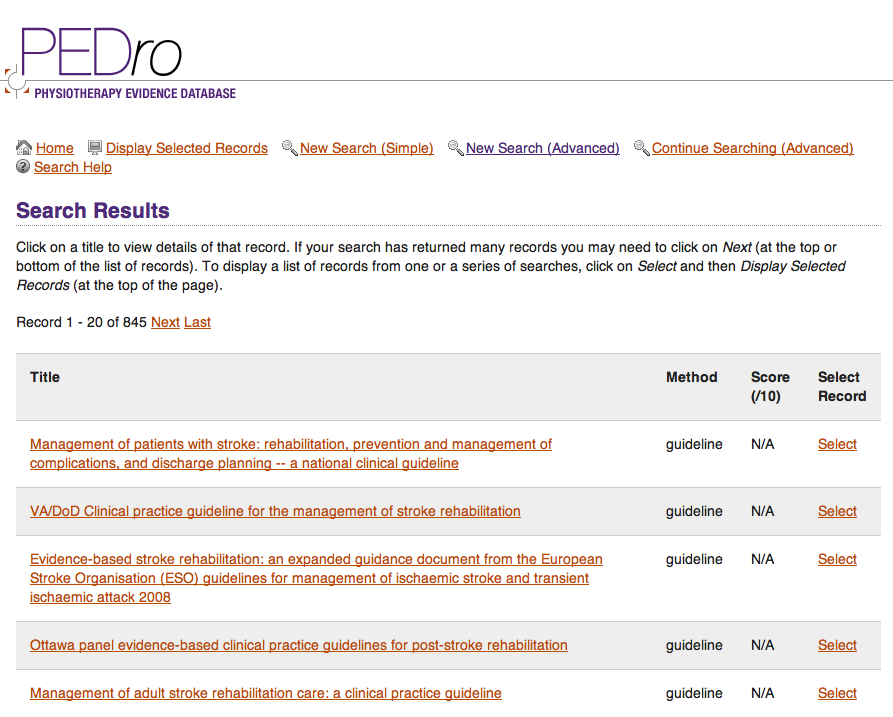 PEDro
PHYSIOTHERAPY EVIDENCE DATABASE
Home Display Selected Records New Search (Simple) New Search (Advanced) Continue Searching (Advanced)
Search Help
Search Results
Click on a title to view details of that record. If your search has returned many records you may need to click on Next (at the top or
bottom of the list of records). To display a list of records from one or a series of searches, click on Select and then Display Selected
Records (at the top of the page).
Record 1 - 20 of 845 Next Last
Title Method Score Select
(/10) Record
Management of patients with stroke: rehabilitation, prevention and management of guideline N/A Select
complications, and discharge planning -- a national clinical guideline
VA/DoD Clinical practice guideline for the management of stroke rehabilitation guideline N/A Select
Evidence-based stroke rehabilitation: an expanded guidance document from the European guideline N/A Select
Stroke Organisation (ESO) guidelines for management of ischaemic stroke and transient
ischaemic attack 2008
Ottawa panel evidence-based clinical practice guidelines for post-stroke rehabilitation guideline N/A Select
Management of adult stroke rehabilitation care: a clinical practice guideline guideline N/A Select